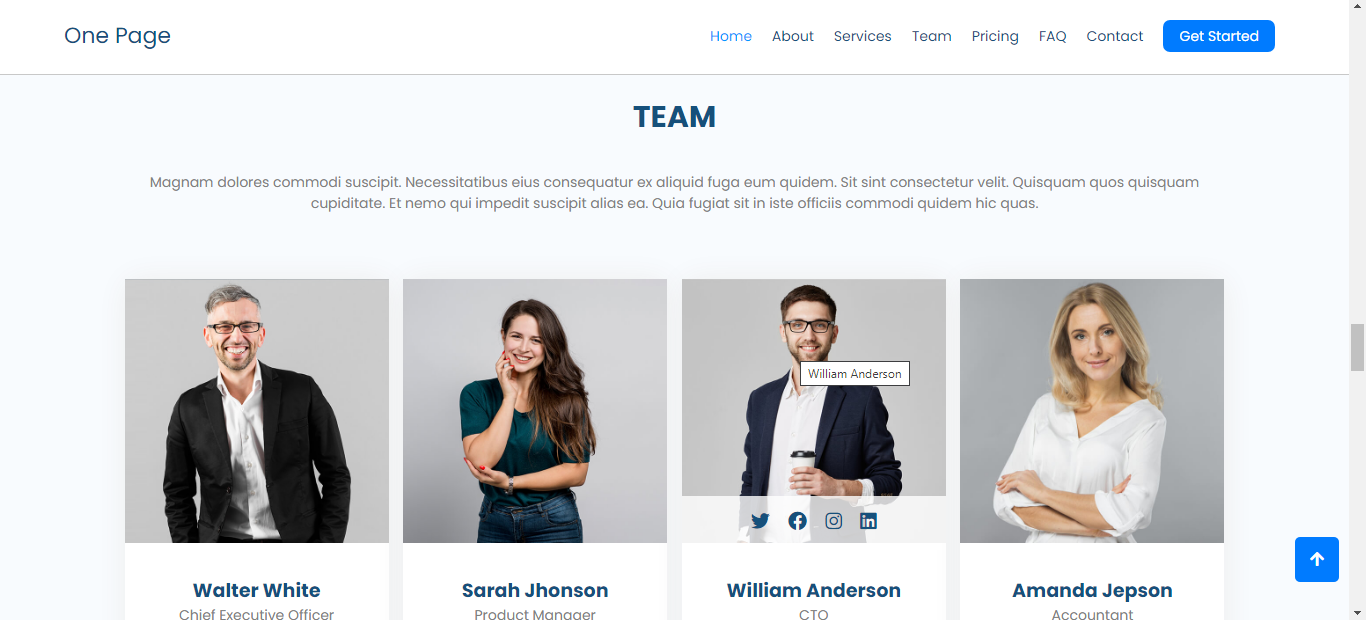 One Page
Home About Services Team Pricing FAQ Contact Get Started
TEAM
Magnam dolores commodi suscipit. Necessitatibus eius consequatur ex aliquid fuga eum quidem. Sit sint consectetur velit. Quisquam quos quisquam
cupiditate. Et nemo qui impedit suscipit alias ea. Quia fugiat sit in iste officiis commodi quidem hic quas.
William Anderson
Walter White
Chief Executive Officer
Sarah Jhonson
Product Manager
William Anderson
CTO
Amanda Jepson
Accountant